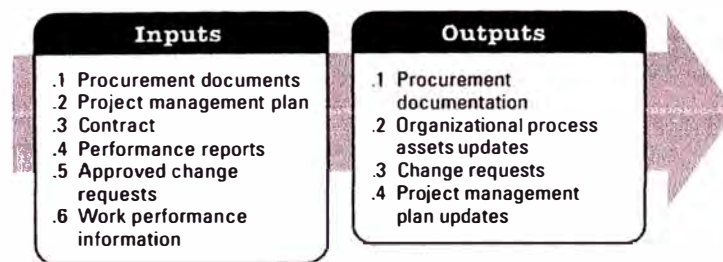 Inputs
.1 Procurement documents
.2 Project management plan
.3 Contract
.4 Performance reports
.5 Approved change
requests
.6 Work performance
information
Outputs
.1 Procurement
documentation
.2 Organizational process
assets updates
.3 Change requests
.4 Project management
plan updates